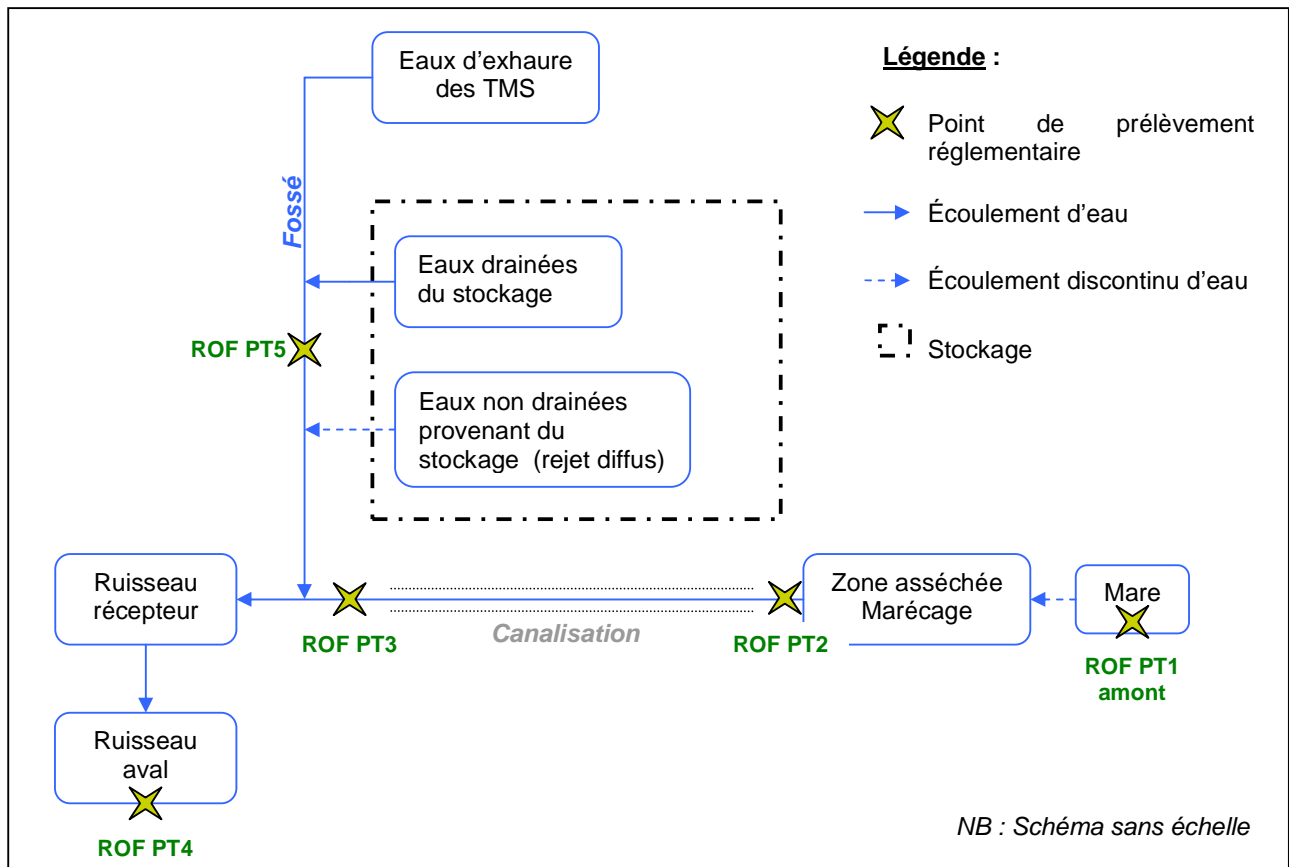 Eaux d'exhaure
des TMS
Fossé
Eaux drainées
du stockage
ROF PT5
Eaux non drainées
provenant du
stockage (rejet diffus)
Légende :
Point de prélèvement
réglementaire
Écoulement d'eau
Écoulement discontinu d'eau
Stockage
Ruisseau
récepteur
ROF PT3
Canalisation
ROF PT2
Zone asséchée
Marécage
Mare
ROF PT1
amont
Ruisseau
aval
ROF PT4
NB : Schéma sans échelle